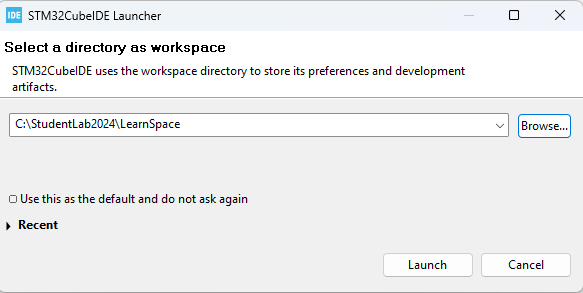 IDE STM32CubeIDE Launcher
Select a directory as workspace
STM32CubeIDE uses the workspace directory to store its preferences and development
artifacts.
C:\StudentLab2024\LearnSpace
Browse...
Use this as the default and do not ask again
Recent
Launch
Cancel